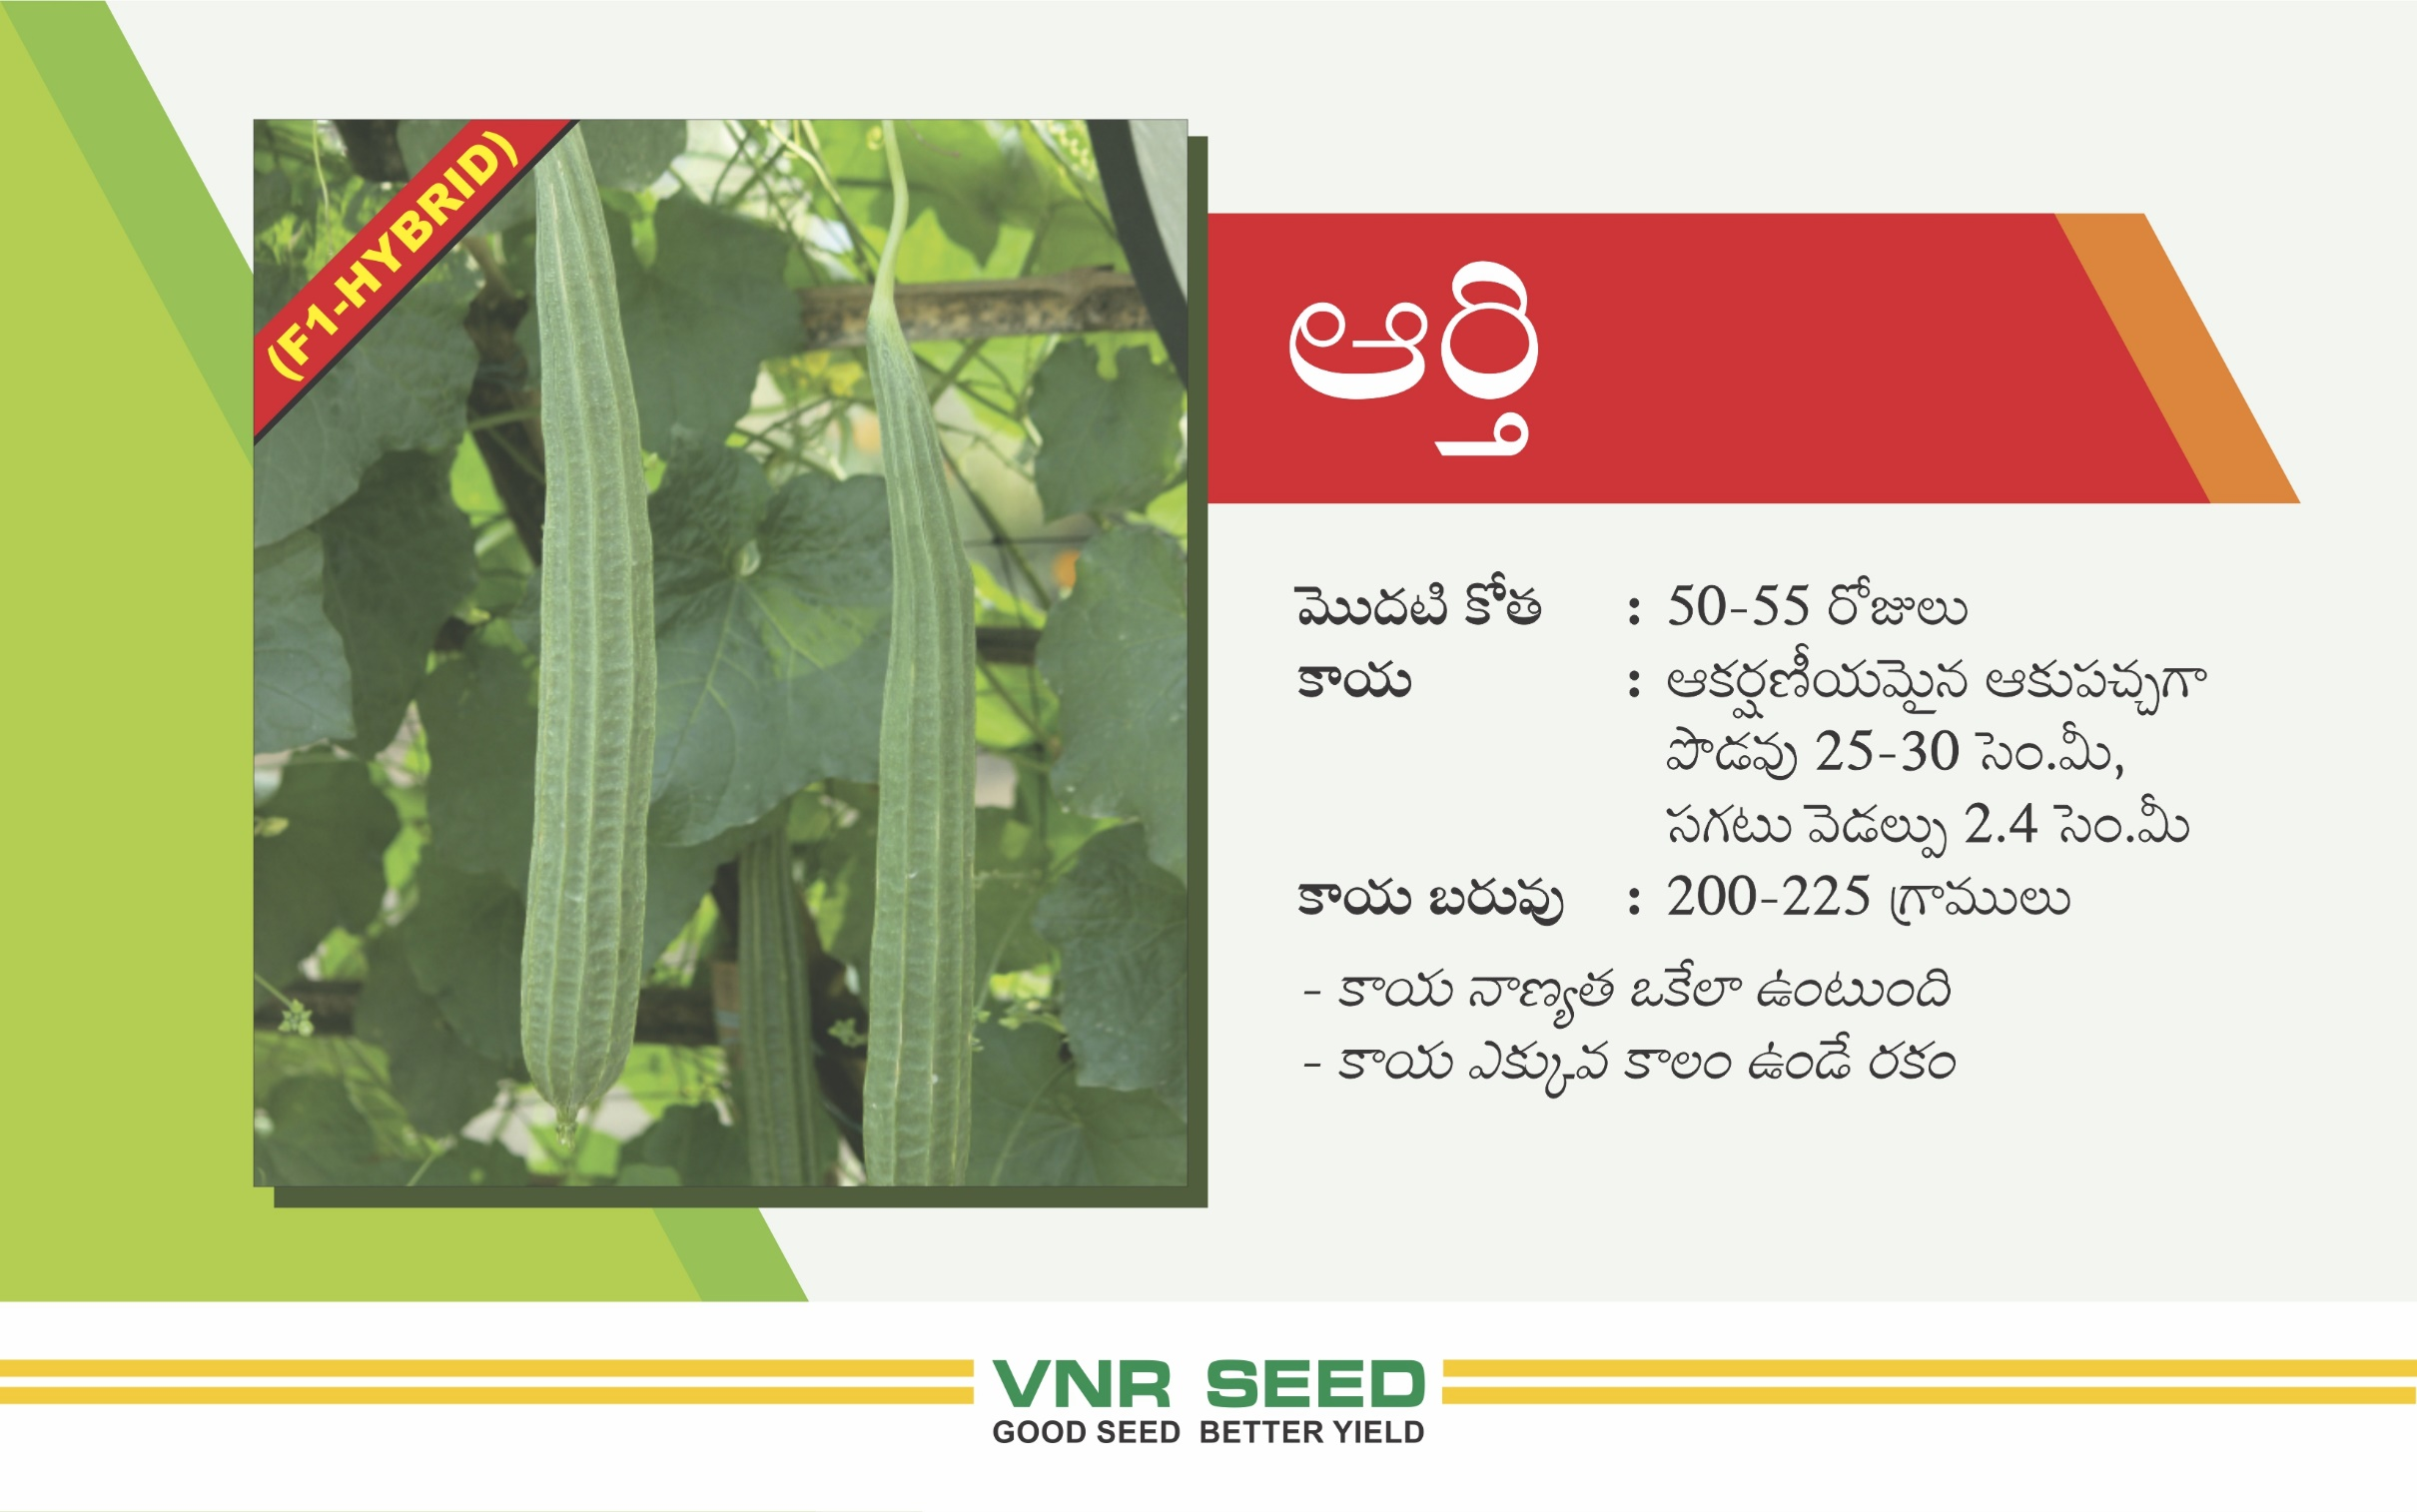 (F1-HYBRID)
ఆర్తి
మొదటి కోత : 50-55 రోజులు
కాయ : ఆకర్షణీయమైన ఆకుపచ్చగా
పొడవు 25-30 సెం.మీ,
సగటు వెడల్పు 2.4 సెం.మీ
కాయ బరువు : 200-225 గ్రాములు
- కాయ నాణ్యత ఒకేలా ఉంటుంది
- కాయ ఎక్కువ కాలం ఉండే రకం
VNR SEED
GOOD SEED BETTER YIELD